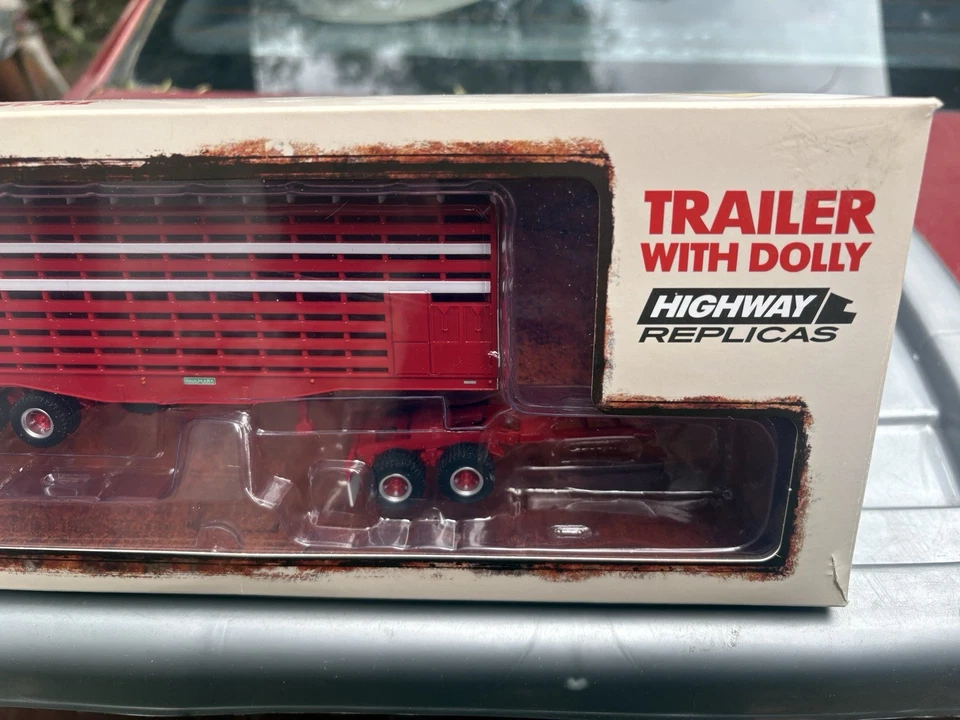 TRAILER
WITH DOLLY
HIGHWAY
REPLICAS